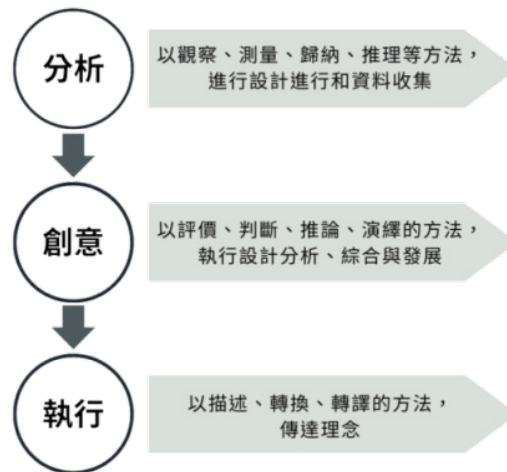 分析
以觀察、測量、歸納、推理等方法，
進行設計進行和資料收集
創意
以評價、判斷、推論、演繹的方法，
執行設計分析、綜合與發展
執行
以描述、轉換、轉譯的方法，
傳達理念